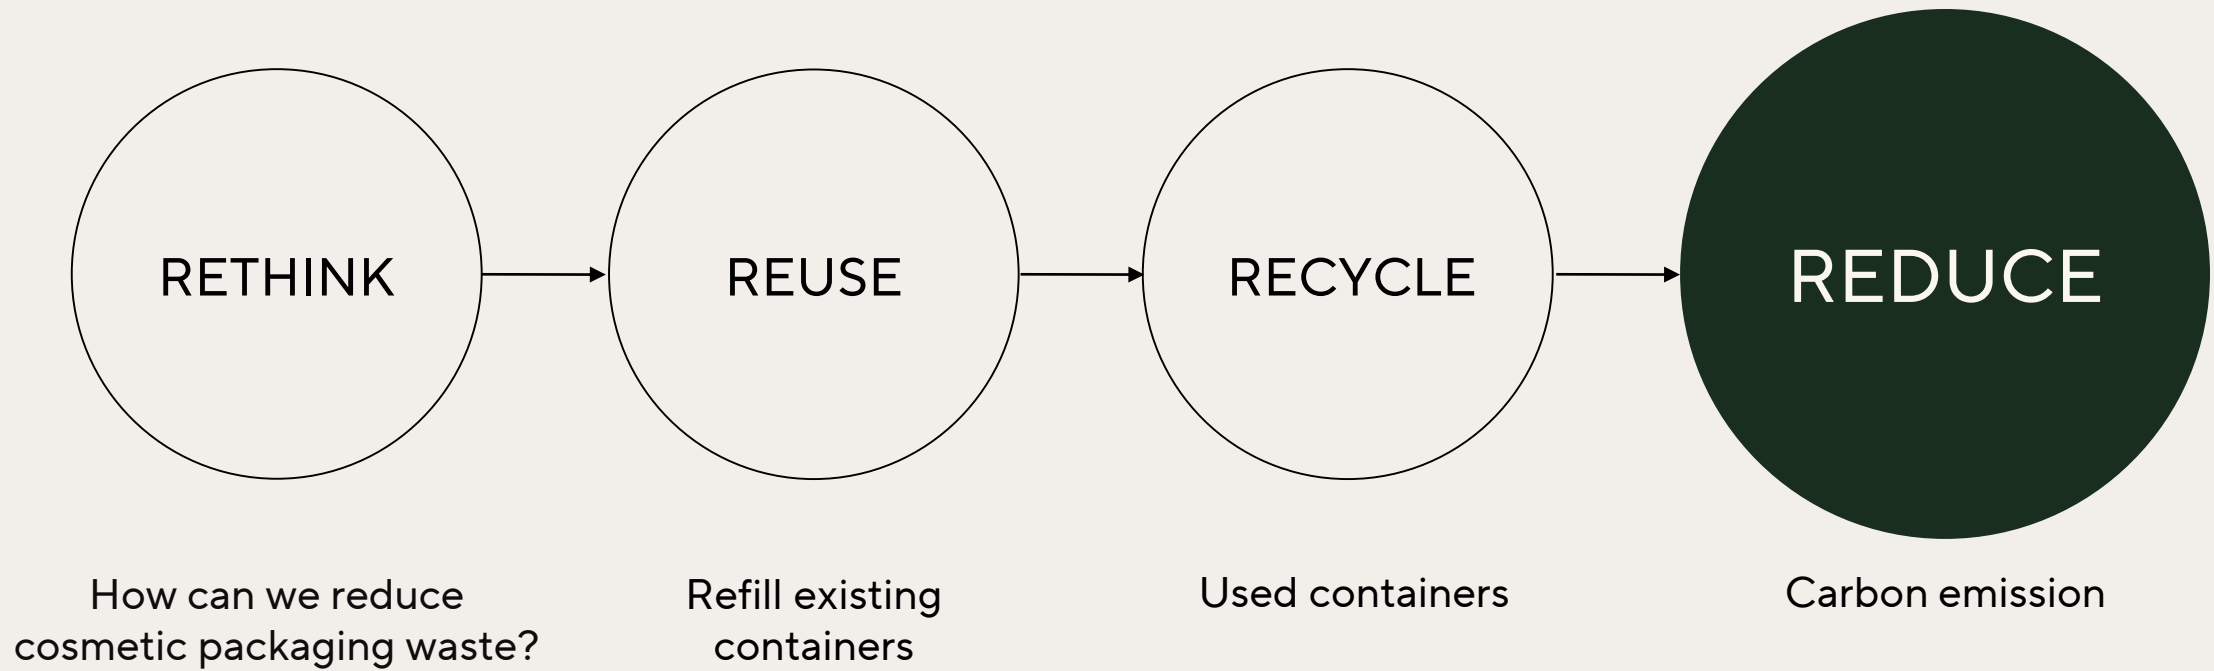 RETHINK
REUSE
RECYCLE
REDUCE
How can we reduce
cosmetic packaging waste?
Refill existing
containers
Used containers
Carbon emission